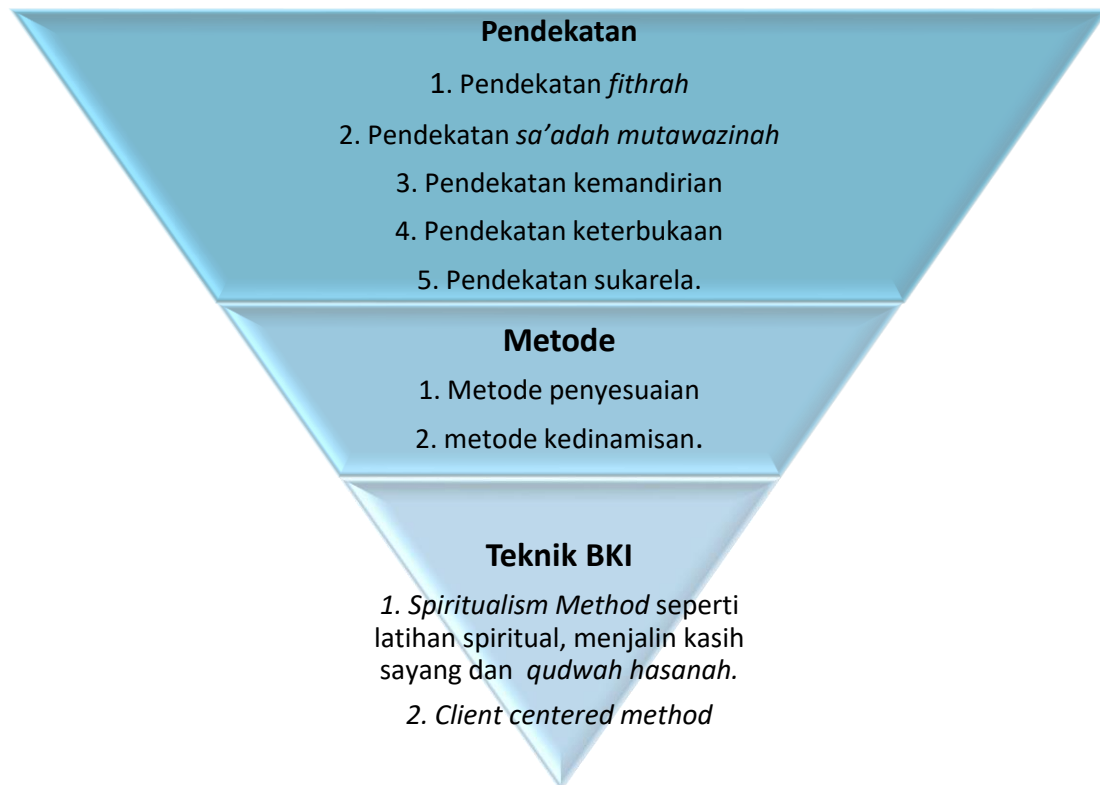 Pendekatan
1. Pendekatan fithrah
2. Pendekatan sa’adah mutawazinah
3. Pendekatan kemandirian
4. Pendekatan keterbukaan
5. Pendekatan sukarela.
Metode
1. Metode penyesuaian
2. metode kedinamisan.
Teknik BKI
1. Spiritualism Method seperti
latihan spiritual, menjalin kasih
sayang dan qudwah hasanah.
2. Client centered method